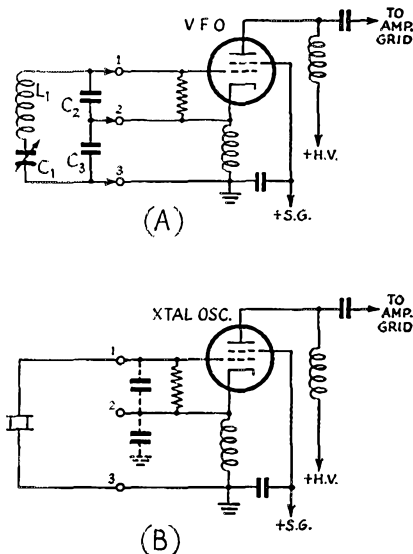 VFO
TO
AMP.
GRID
1
L1
C2
2
C1
C3
3
+H.V.
+S.G.
(A)
XTAL OSC.
TO
AMP.
GRID
1
2
3
+H.V.
+S.G.
(B)